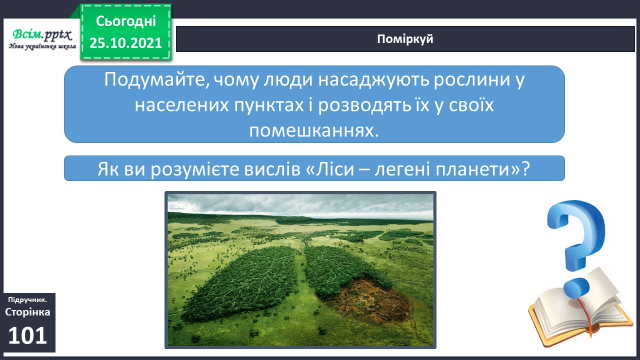 Всім.pptx
Нова українська школа
Сьогодні
25.10.2021
Поміркуй
Подумайте, чому люди насаджують рослини у
населених пунктах і розводять їх у своїх
помешканнях.
Як ви розумієте вислів «Ліси – легені планети»?
Підручник.
Сторінка
101